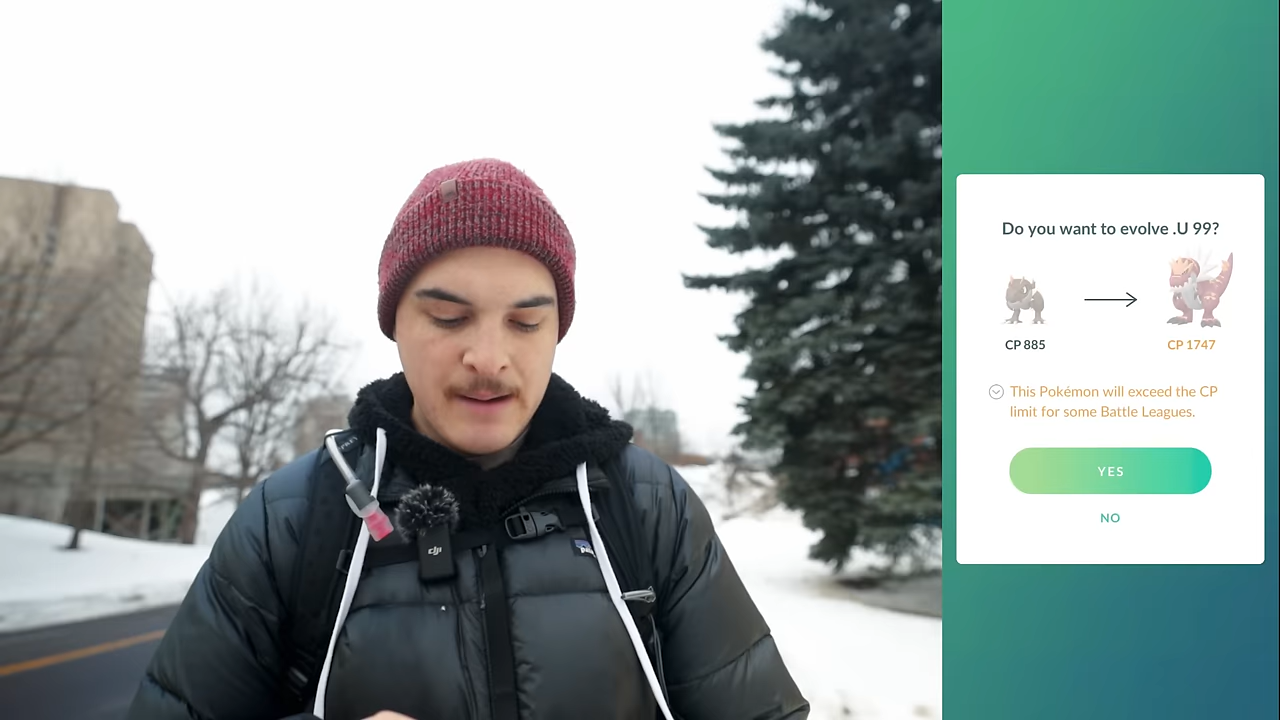 dji
Do you want to evolve .U 99?
CP 885
CP 1747
This Pokémon will exceed the CP
limit for some Battle Leagues.
YES
NO